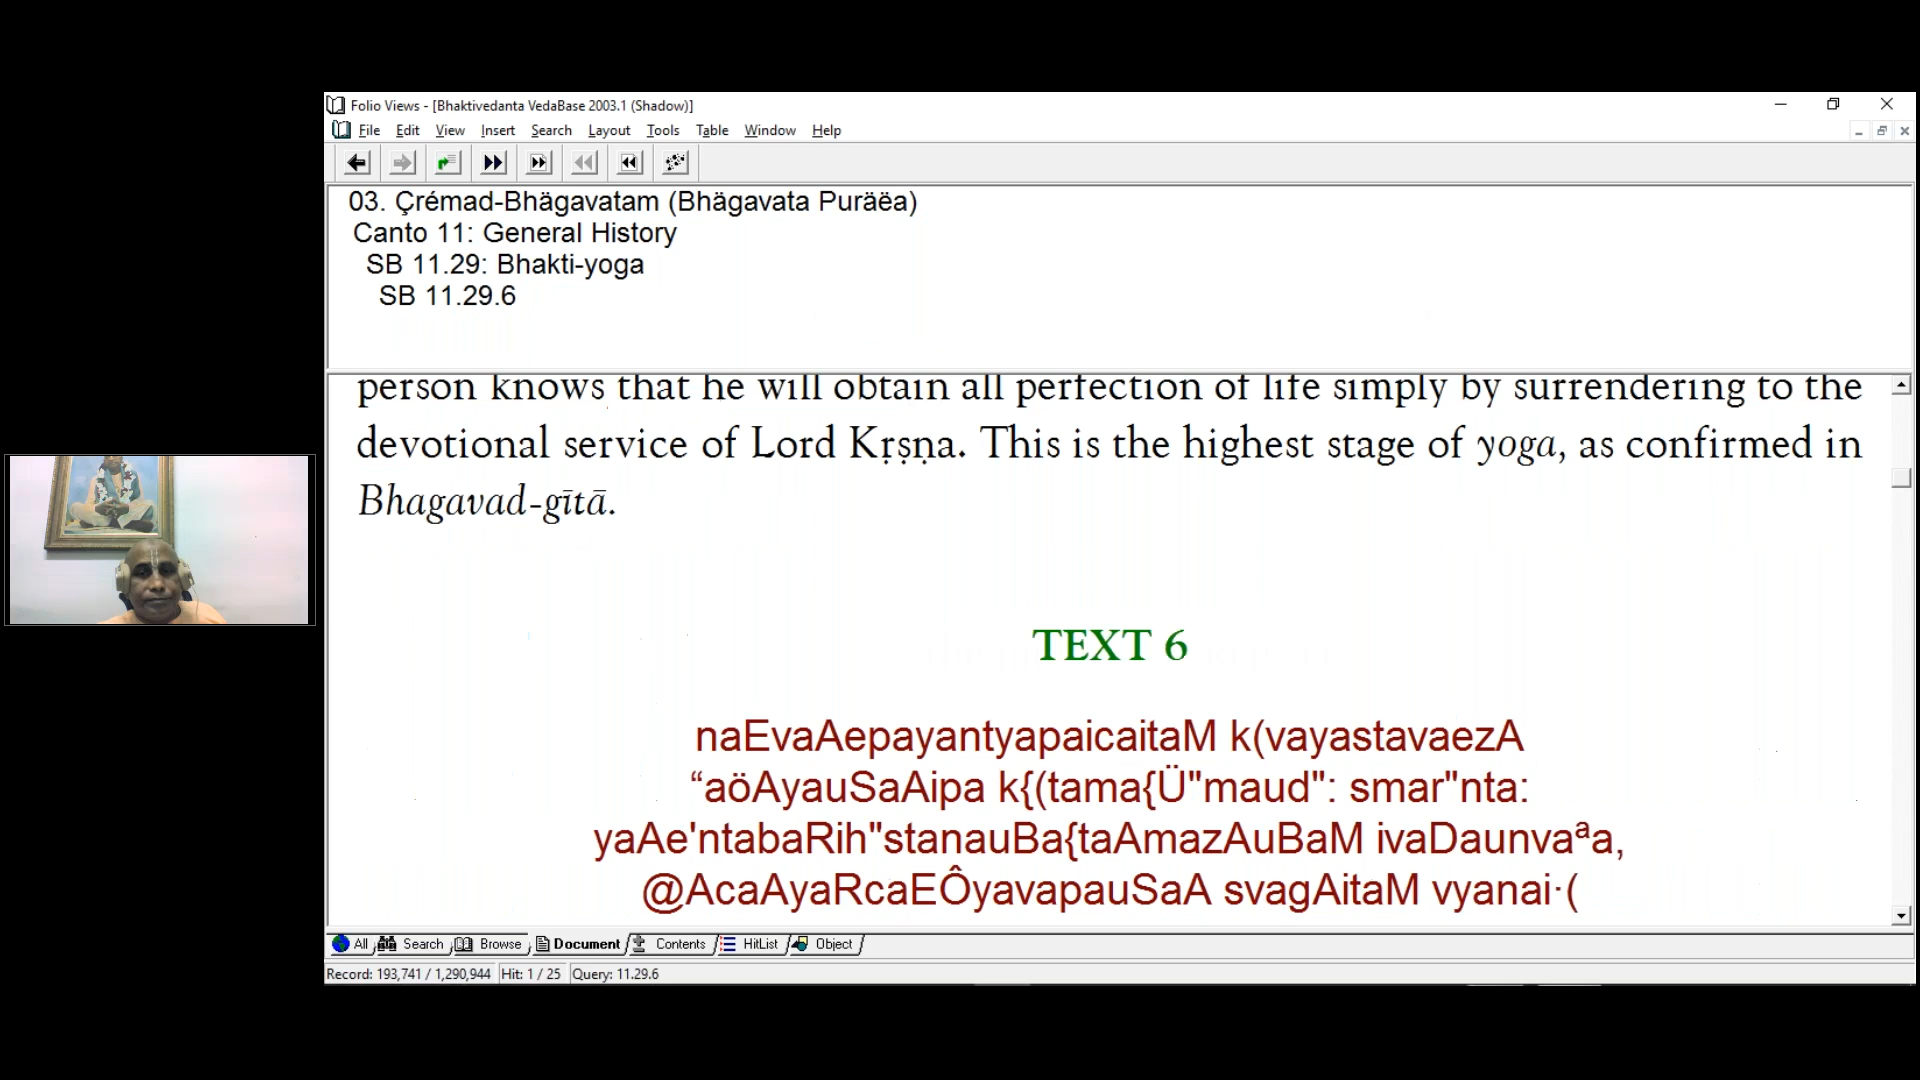 Folio Views - [Bhaktivedanta VedaBase 2003.1 (Shadow)]
File Edit View Insert Search Layout Tools Table Window Help
03. Çrémad-Bhägavatam (Bhägavata Puräëa)
Canto 11: General History
SB 11.29: Bhakti-yoga
SB 11.29.6
person knows that he will obtain all perfection of life simply by surrendering to the
devotional service of Lord Kṛṣṇa. This is the highest stage of yoga, as confirmed in
Bhagavad-gītā.
TEXT 6
naEvaAepayantyapaicaitaM k(vayastavaezA
“aöAyauSaAipa k{(tama{Ü"maud": smar"nta:
yaAe'ntabaRih"stanauBa{taAmazAuBaM ivaDaunvaªa,
@AcaAyaRcaEÔyavapauSaA svagAitaM vyanai·(
All Search Browse Document Contents HitList Object
Record: 193,741 / 1,290,944 Hit: 1 / 25 Query: 11.29.6